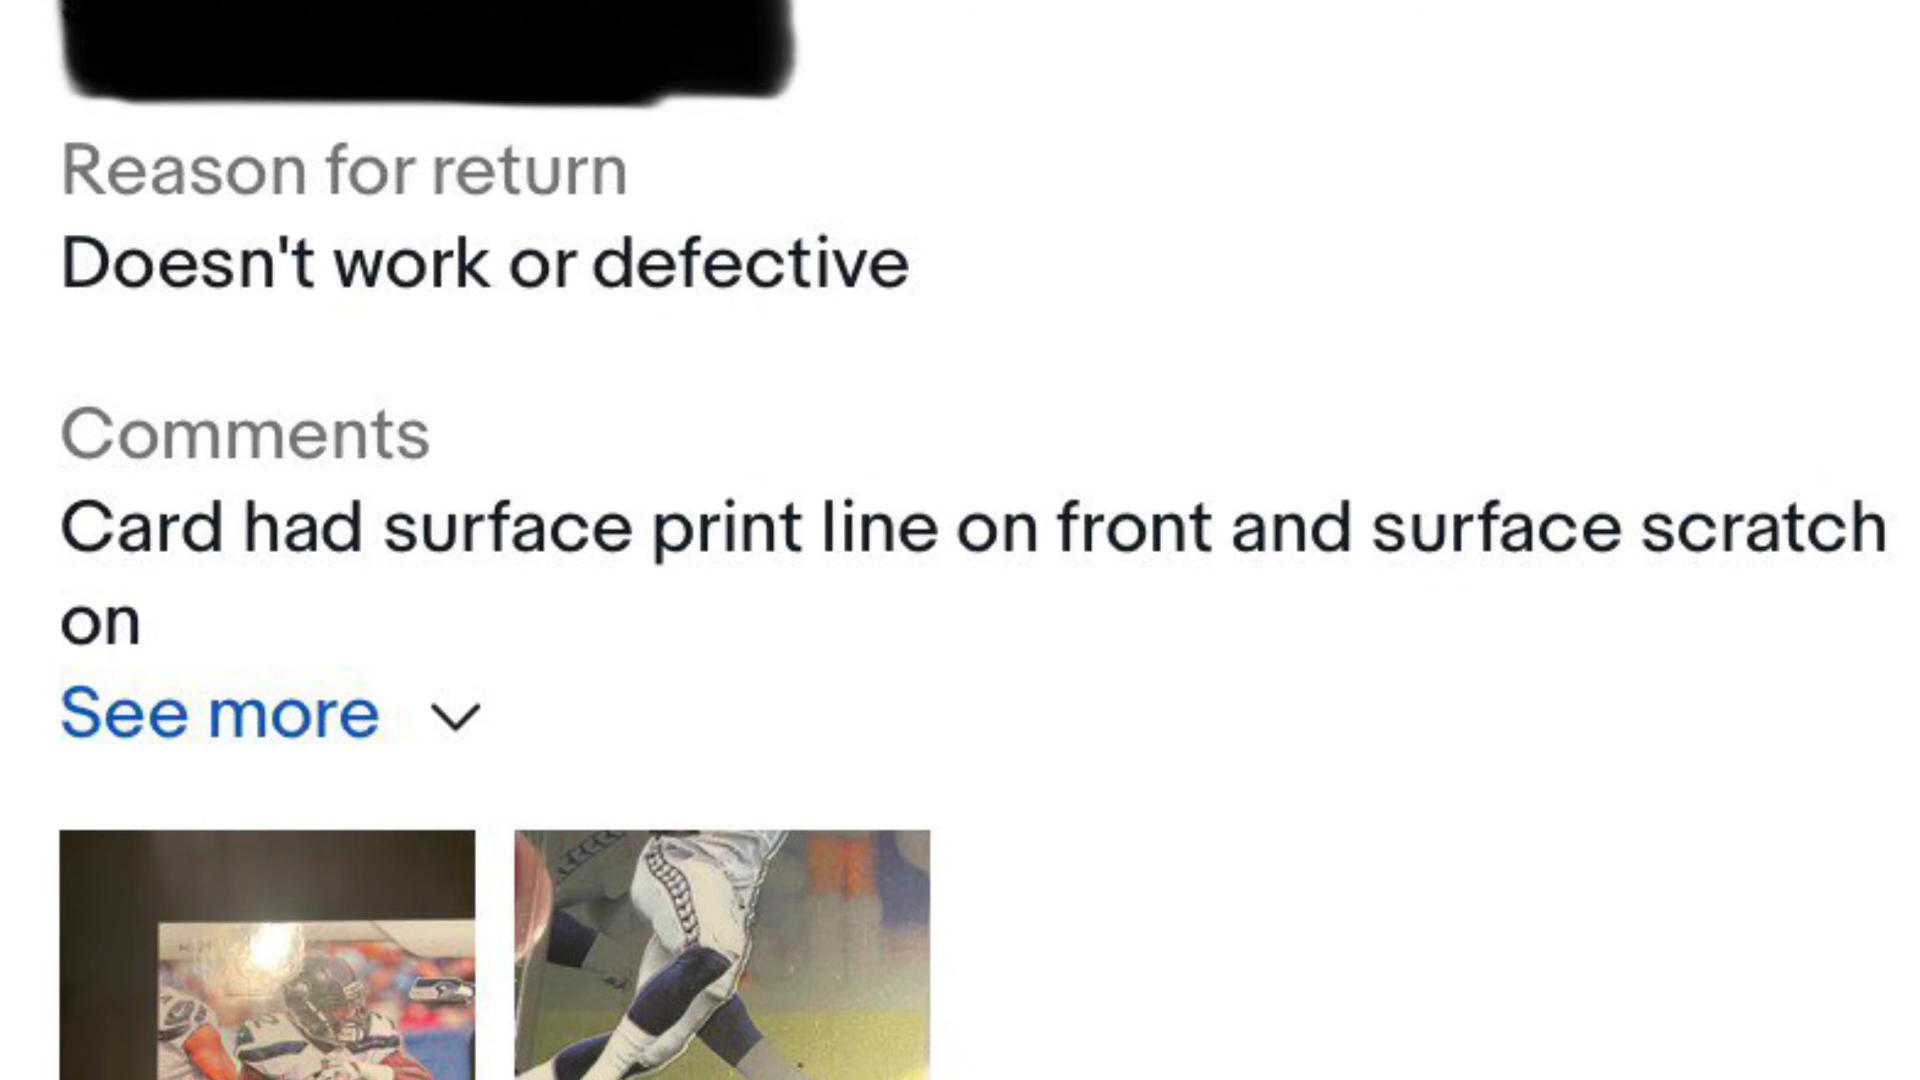 Reason for return
Doesn't work or defective
Comments
Card had surface print line on front and surface scratch
on
See more